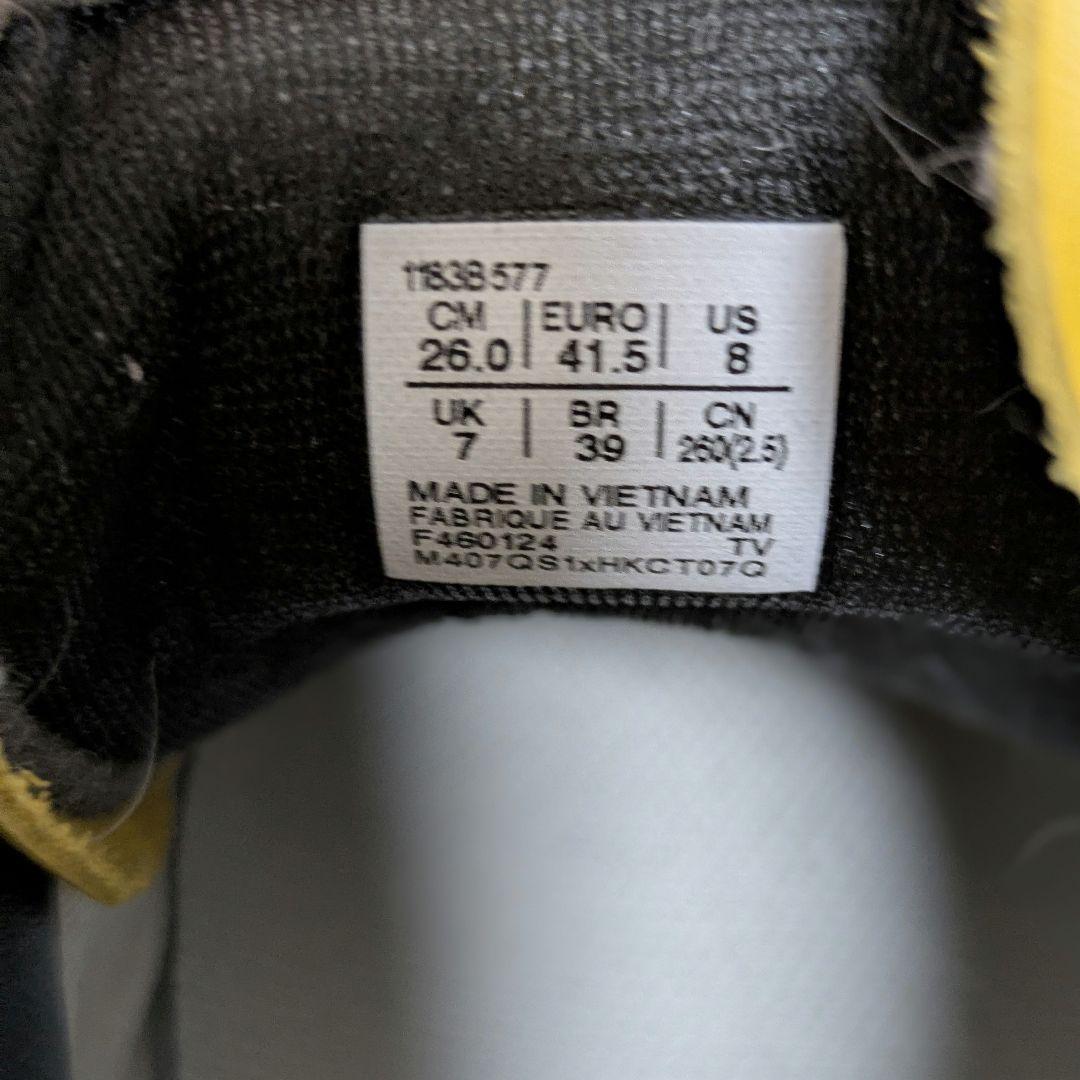 1183B577
CM | EURO | US
26.0 | 41.5 | 8
UK | BR | CN
7 | 39 | 260(2.5)
MADE IN VIETNAM
FABRIQUE AU VIETNAM
F460124 TV
M407QS1xHKCT07Q